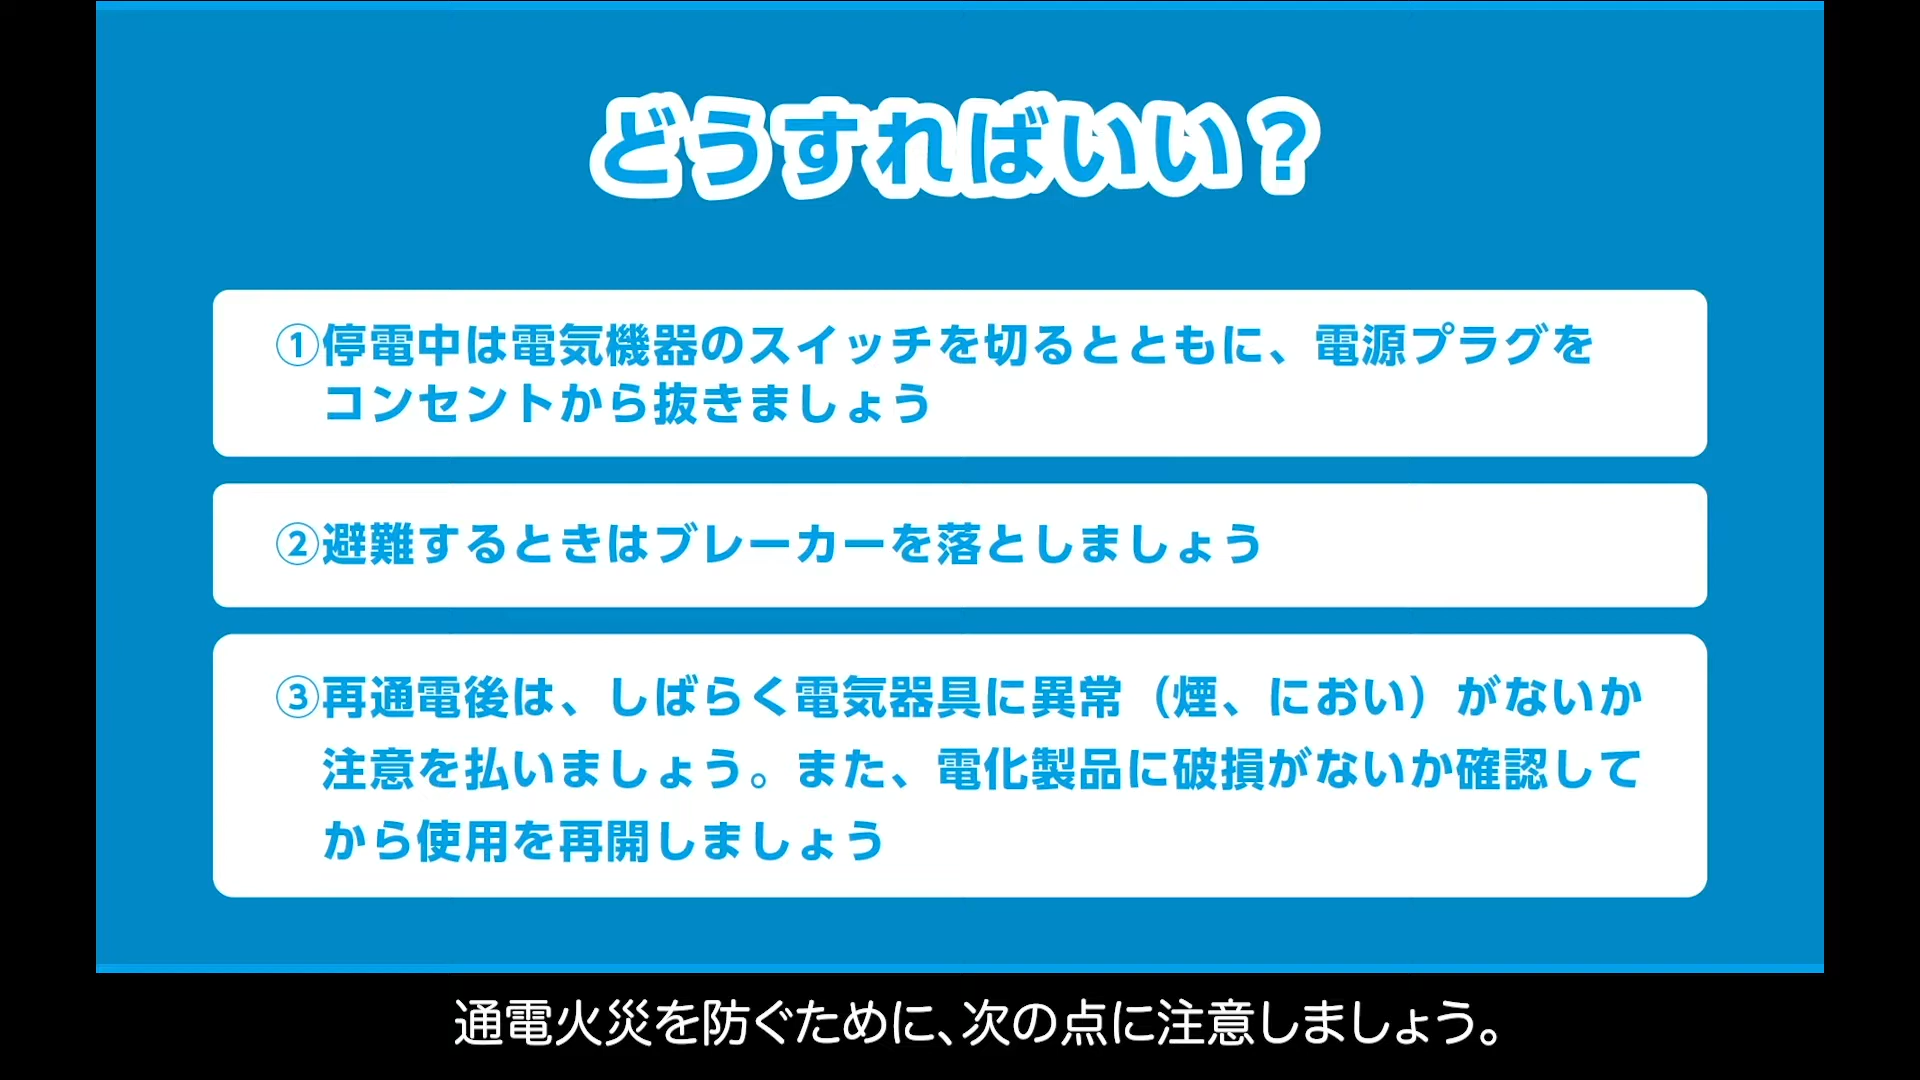 どうすればいい？
①停電中は電気機器のスイッチを切るとともに、電源プラグを
コンセントから抜きましょう
②避難するときはブレーカーを落としましょう
③再通電後は、しばらく電気器具に異常（煙、におい）がないか
注意を払いましょう。また、電化製品に破損がないか確認して
から使用を再開しましょう
通電火災を防ぐために、次の点に注意しましょう。